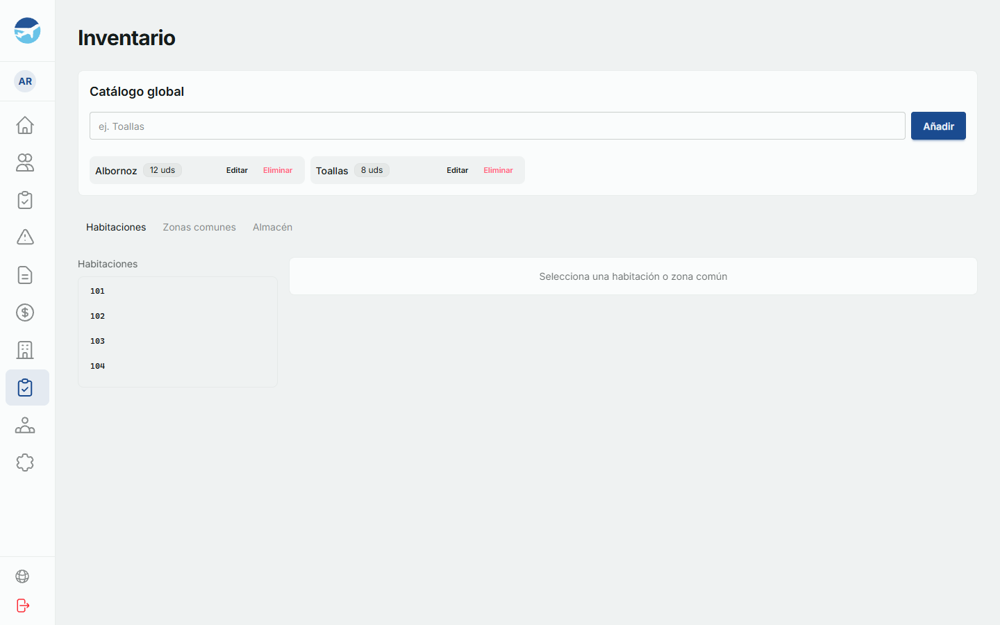 Inventario
AR
Catálogo global
ej. Toallas
Añadir
Albornoz 12 uds Editar Eliminar
Toallas 8 uds Editar Eliminar
Habitaciones Zonas comunes Almacén
Habitaciones
Selecciona una habitación o zona común
101
102
103
104